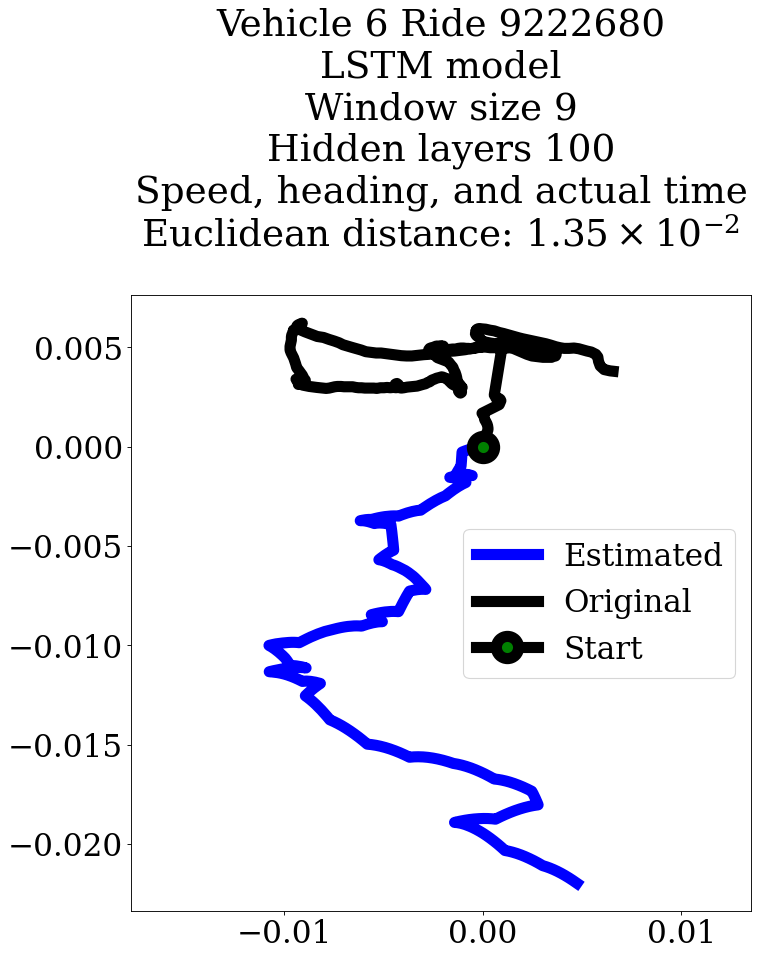 Vehicle 6 Ride 9222680
LSTM model
Window size 9
Hidden layers 100
Speed, heading, and actual time
Euclidean distance: 1.35 × 10⁻²
0.005
0.000
−0.005
−0.010
−0.015
−0.020
Estimated
Original
Start
−0.01
0.00
0.01